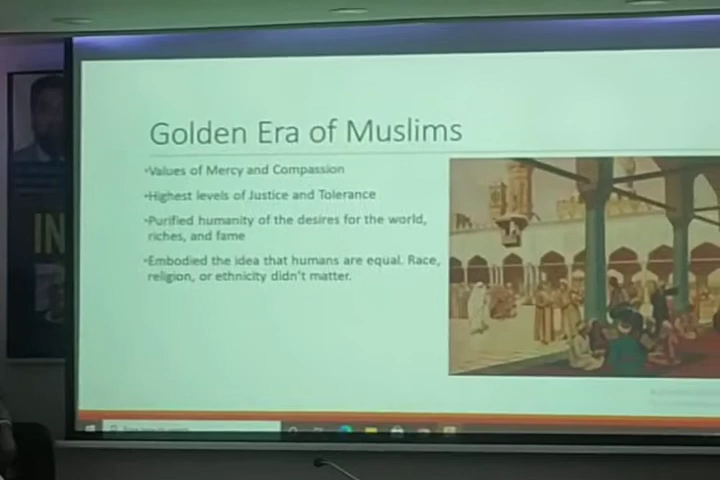 Golden Era of Muslims
•Values of Mercy and Compassion
•Highest levels of Justice and Tolerance
•Purified humanity of the desires for the world,
riches, and fame
•Embodied the idea that humans are equal. Race,
religion, or ethnicity didn't matter.
IN